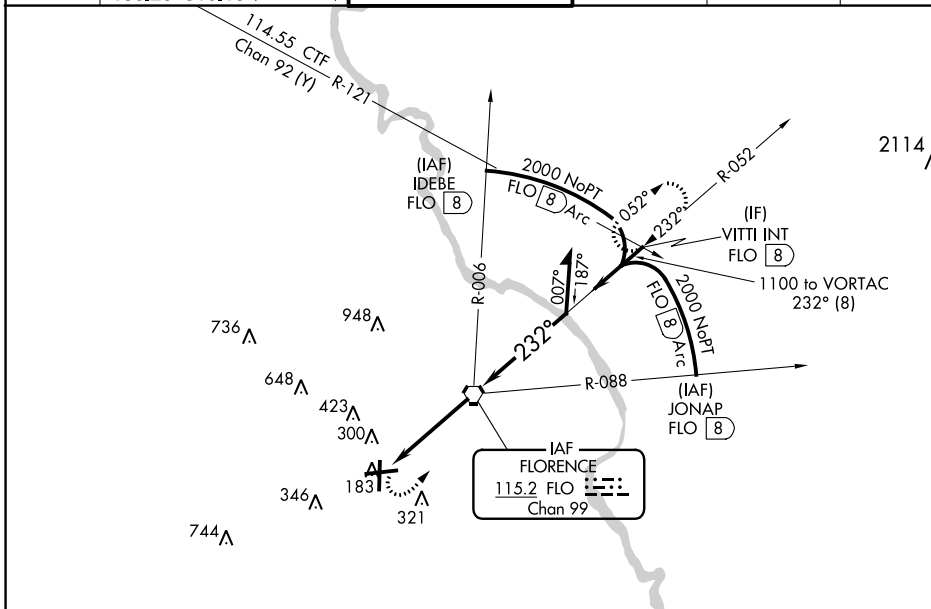 114.55 CTF
Chan 92 (Y)
R-121
2114
(IAF)
IDEBE
FLO 8
2000 NoPT
FLO 8 Arc
052°
232°
R-052
(IF)
VITTI INT
FLO 8
1100 to VORTAC
232° (8)
R-006
007°
187°
2000 NoPT
FLO 8 Arc
736
948
232°
648
R-088
(IAF)
JONAP
FLO 8
423
300
183
346
321
744
IAF
FLORENCE
115.2 FLO
Chan 99